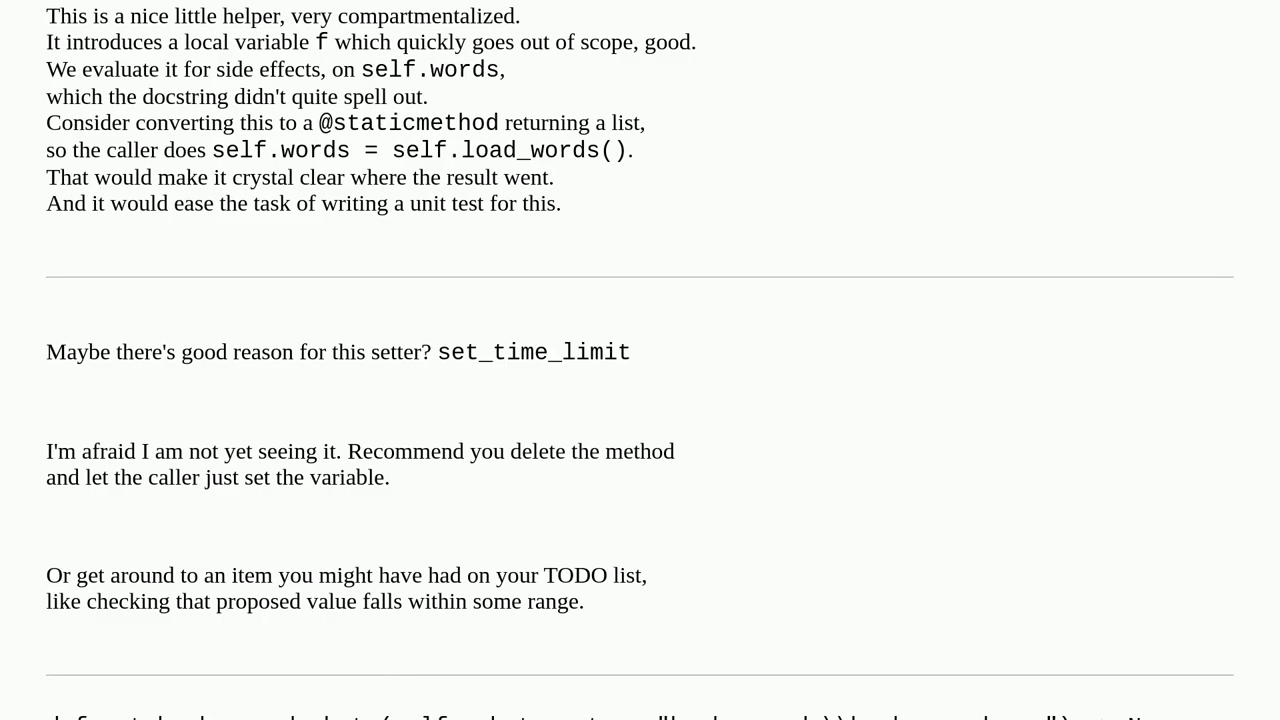 This is a nice little helper, very compartmentalized.
It introduces a local variable f which quickly goes out of scope, good.
We evaluate it for side effects, on self.words,
which the docstring didn't quite spell out.
Consider converting this to a @staticmethod returning a list,
so the caller does self.words = self.load_words().
That would make it crystal clear where the result went.
And it would ease the task of writing a unit test for this.
Maybe there's good reason for this setter? set_time_limit
I'm afraid I am not yet seeing it. Recommend you delete the method
and let the caller just set the variable.
Or get around to an item you might have had on your TODO list,
like checking that proposed value falls within some range.